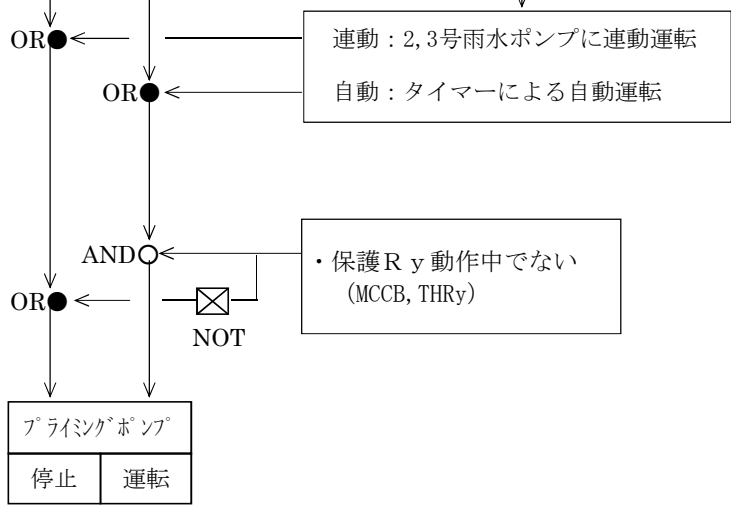 OR
連動：2,3号雨水ポンプに連動運転
OR
自動：タイマーによる自動運転
AND
・保護Ｒｙ動作中でない
(MCCB,THRy)
OR
NOT
ﾌﾟﾗｲﾐﾝｸﾞﾎﾟﾝﾌﾟ
停止
運転